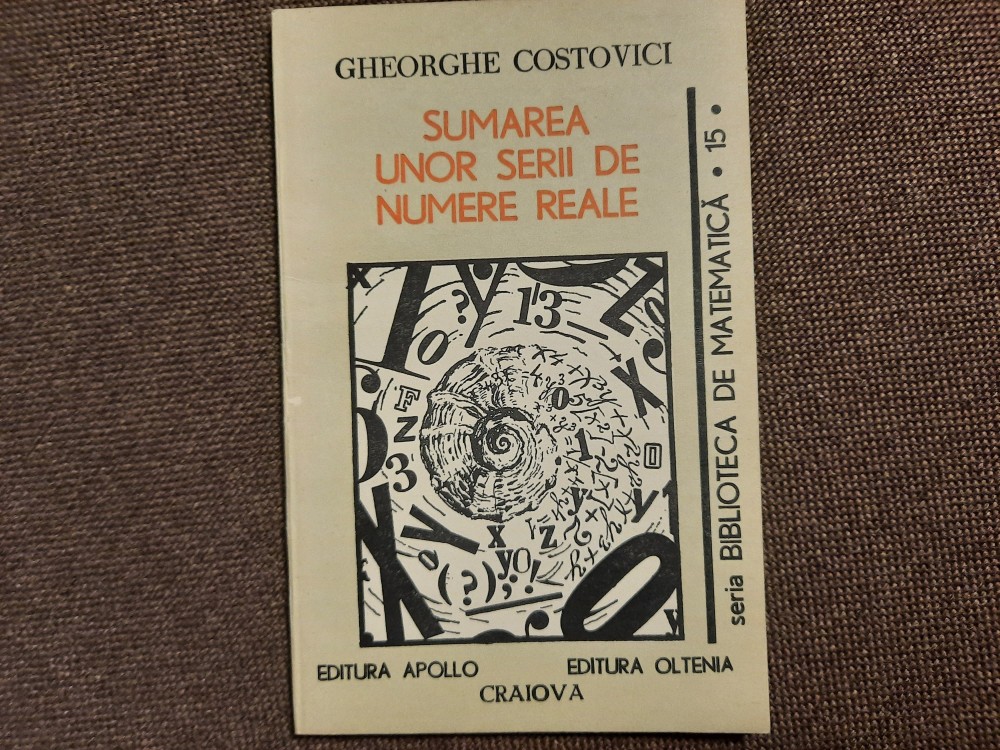 GHEORGHE COSTOVICI
SUMAREA
UNOR SERII DE
NUMERE REALE
seria BIBLIOTECA DE MATEMATICĂ • 15 •
EDITURA APOLLO
EDITURA OLTENIA
CRAIOVA